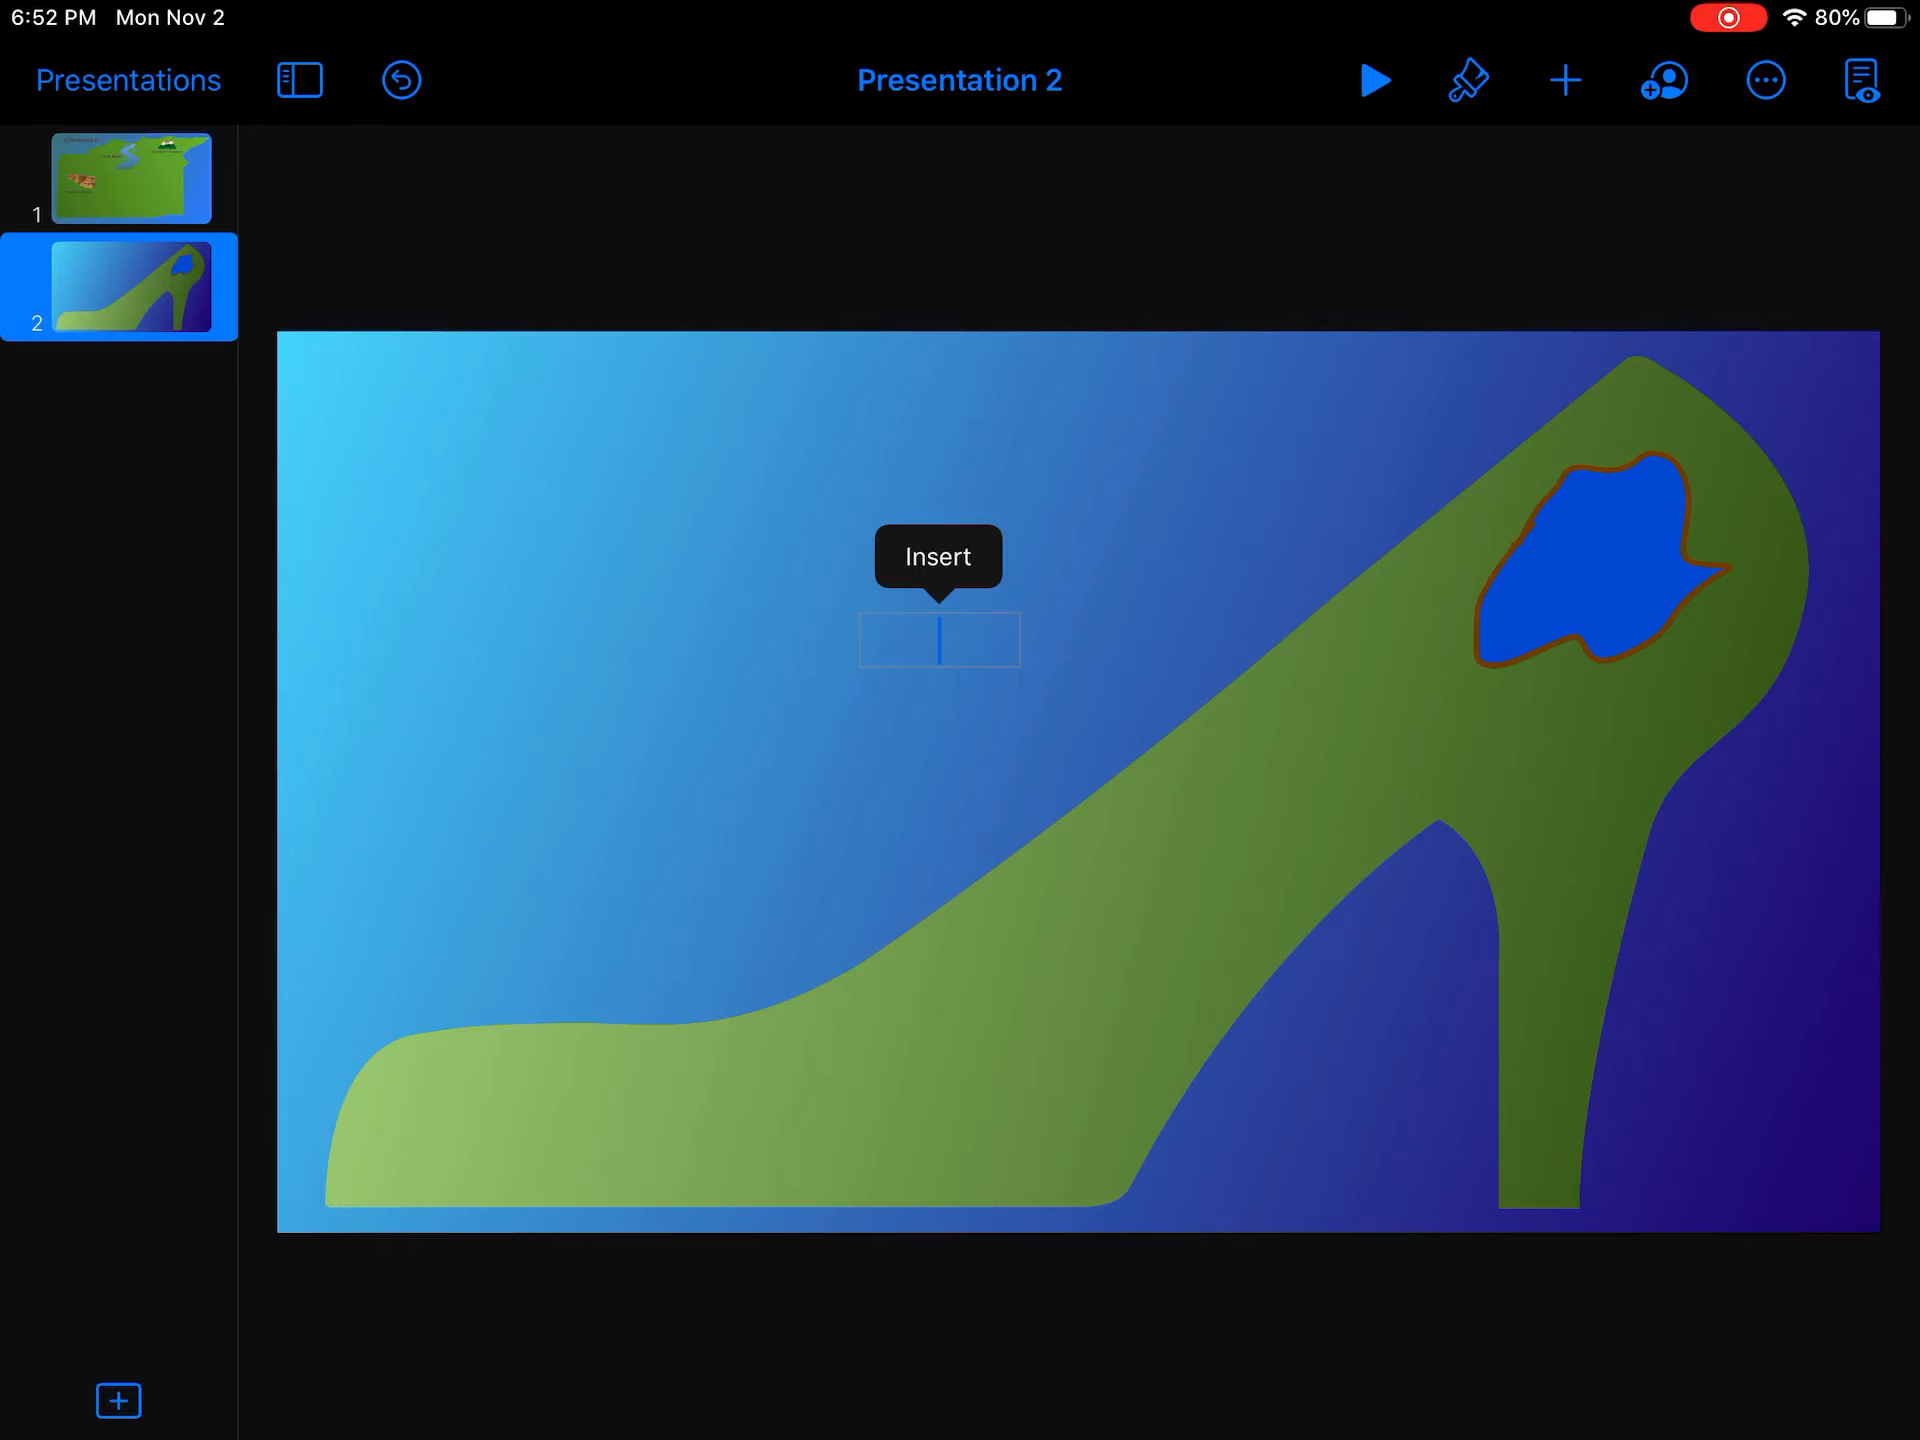 6:52 PM Mon Nov 2
80%
Presentations
Presentation 2
1
2
Insert